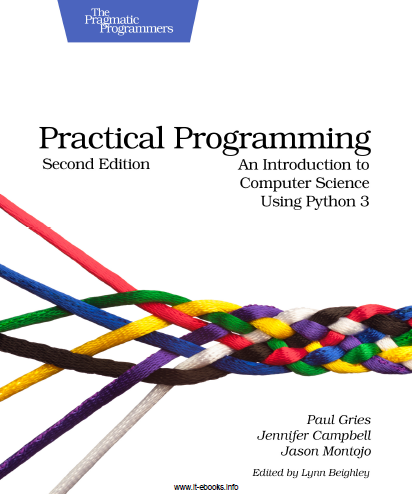 The
Pragmatic
Programmers
Practical Programming
Second Edition
An Introduction to
Computer Science
Using Python 3
Paul Gries
Jennifer Campbell
Jason Montojo
Edited by Lynn Beighley
www.it-ebooks.info